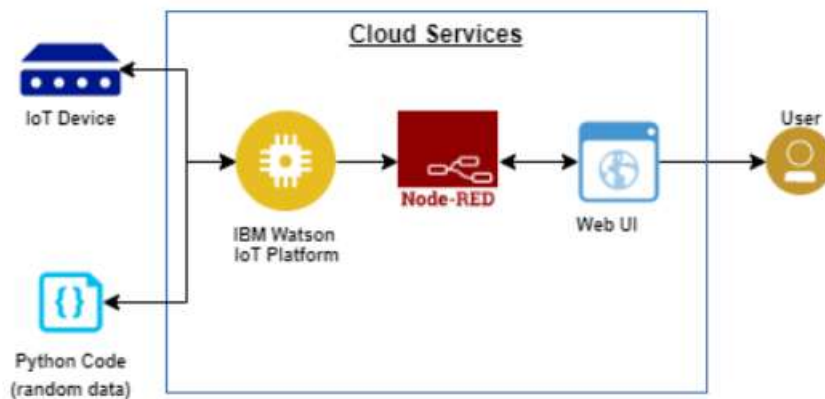 Cloud Services
IoT Device
User
Node-RED
Web UI
IBM Watson
IoT Platform
{}
Python Code
(random data)